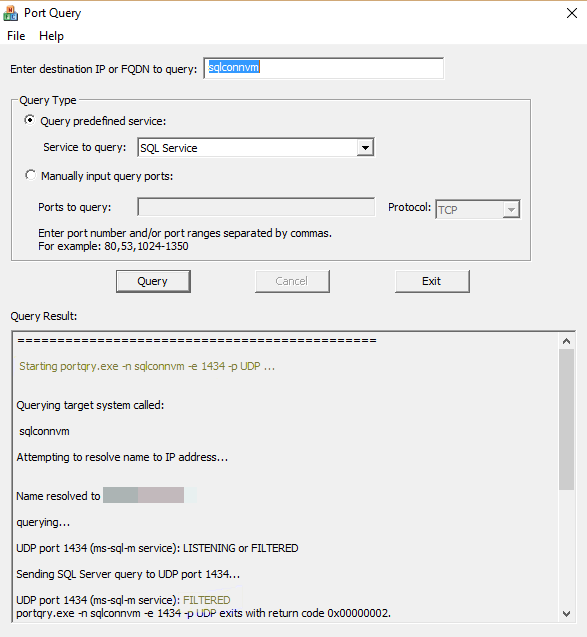 Port Query
File Help
Enter destination IP or FQDN to query: sqlconnvm
Query Type
Query predefined service:
Service to query: SQL Service
Manually input query ports:
Ports to query: Protocol: TCP
Enter port number and/or port ranges separated by commas.
For example: 80,53,1024-1350
Query Cancel Exit
Query Result:
=============================================
Starting portqry.exe -n sqlconnvm -e 1434 -p UDP ...
Querying target system called:
sqlconnvm
Attempting to resolve name to IP address...
Name resolved to
querying...
UDP port 1434 (ms-sql-m service): LISTENING or FILTERED
Sending SQL Server query to UDP port 1434...
UDP port 1434 (ms-sql-m service): FILTERED
portqry.exe -n sqlconnvm -e 1434 -p UDP exits with return code 0x00000002.